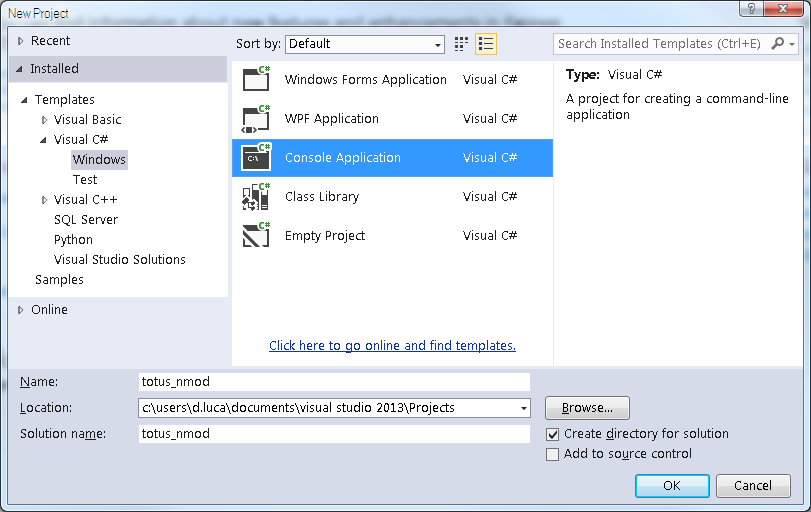 New Project
Recent
Installed
Templates
Visual Basic
Visual C#
Windows
Test
Visual C++
SQL Server
Python
Visual Studio Solutions
Samples
Online
Sort by: Default
Search Installed Templates (Ctrl+E)
C# Windows Forms Application Visual C#
C# WPF Application Visual C#
C# C:\ Console Application Visual C#
C# Class Library Visual C#
C# Empty Project Visual C#
Click here to go online and find templates.
Type: Visual C#
A project for creating a command-line
application
Name: totus_nmod
Location: c:\users\d.luca\documents\visual studio 2013\Projects Browse...
Solution name: totus_nmod
Create directory for solution
Add to source control
OK Cancel